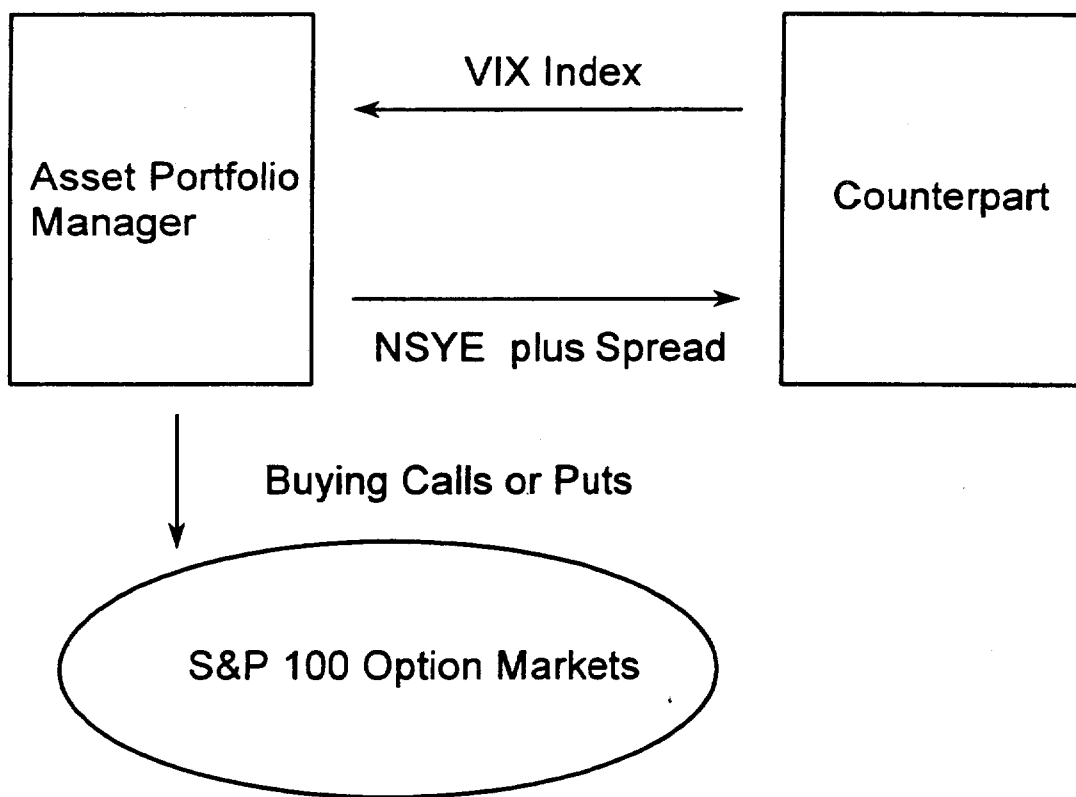 VIX Index
Asset Portfolio
Manager
Counterpart
NSYE plus Spread
Buying Calls or Puts
S&P 100 Option Markets